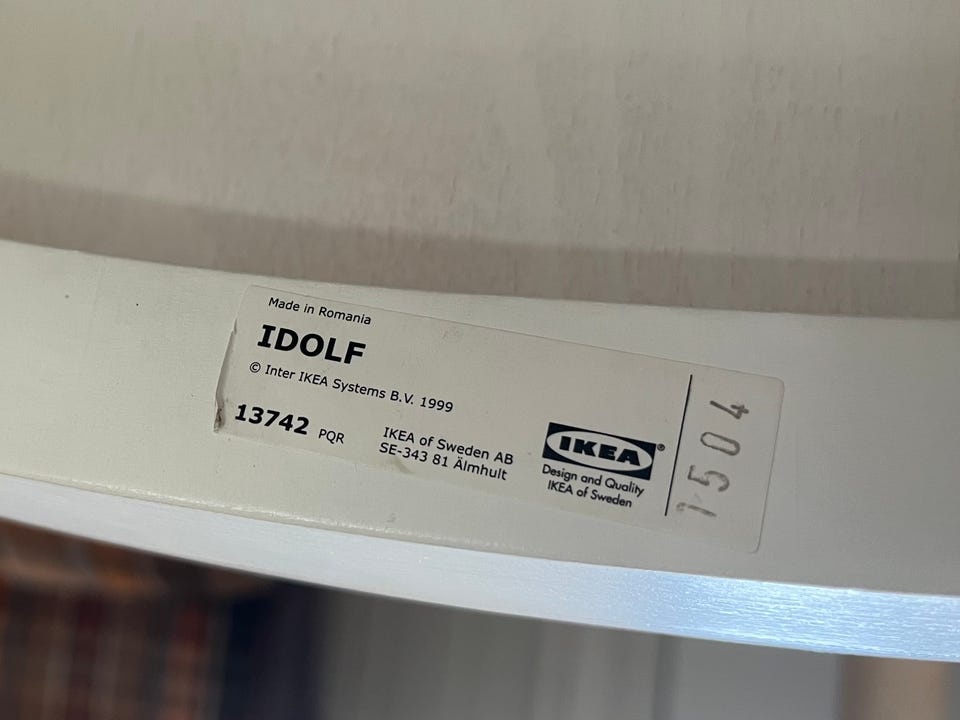 Made in Romania
IDOLF
© Inter IKEA Systems B.V. 1999
13742 PQR
IKEA of Sweden AB
SE-343 81 Älmhult
IKEA®
Design and Quality
IKEA of Sweden
1504